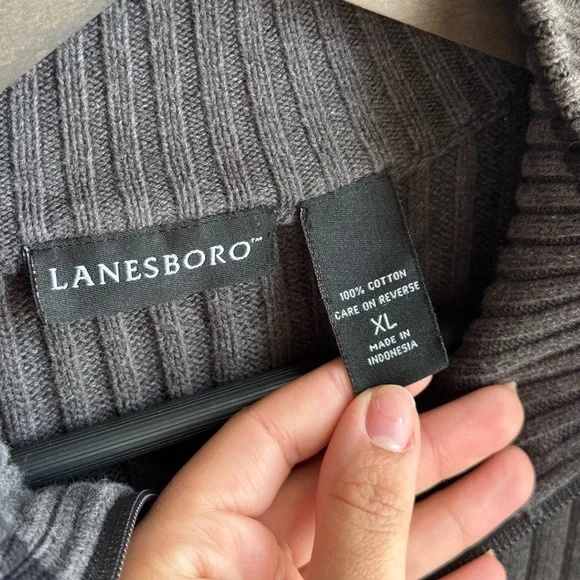 LANESBORO™
100% COTTON
CARE ON REVERSE
XL
MADE IN
INDONESIA